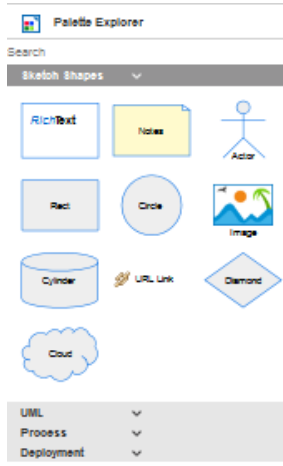 Palette Explorer
Search
Sketch Shapes
RichText
Notes
Actor
Rect
Circle
Image
Cylinder
URL Link
Diamond
Cloud
UML
Process
Deployment